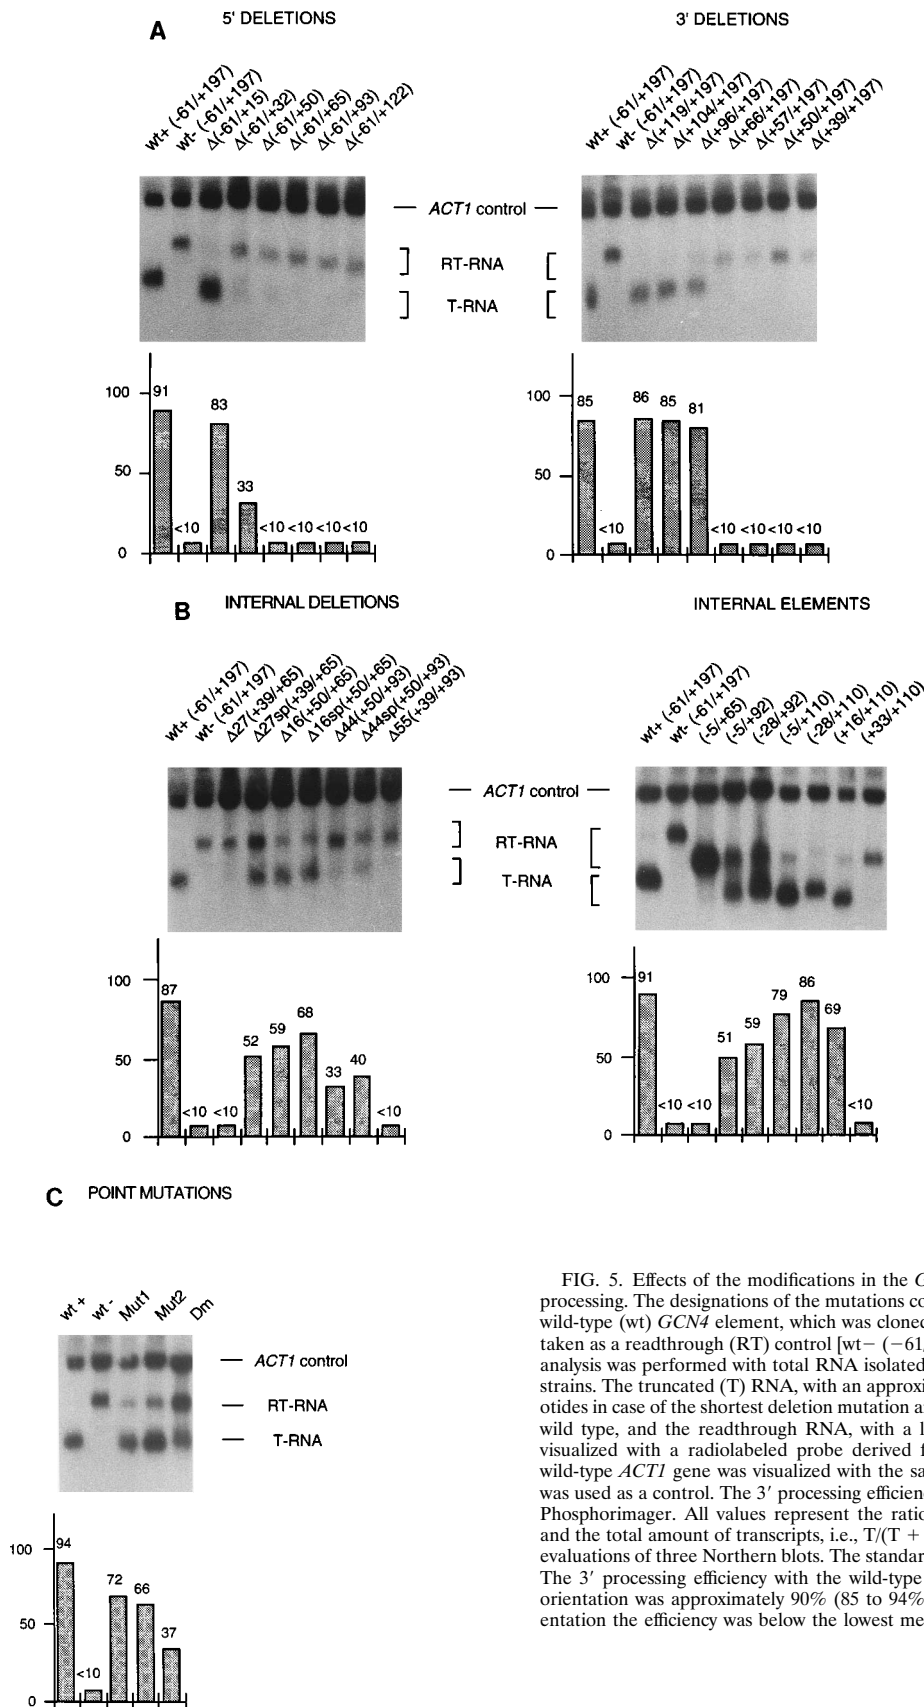 A
5′ DELETIONS
3′ DELETIONS
wt+ (-61/+197)
wt- (-61/+197)
Δ(-61/+15)
Δ(-61/+32)
Δ(-61/+50)
Δ(-61/+65)
Δ(-61/+93)
Δ(-61/+122)
wt+ (-61/+197)
wt- (-61/+197)
Δ(+119/+197)
Δ(+104/+197)
Δ(+96/+197)
Δ(+66/+197)
Δ(+57/+197)
Δ(+50/+197)
Δ(+39/+197)
ACT1 control
RT-RNA
T-RNA
100
50
0
91
<10
83
33
<10
<10
<10
<10
100
50
0
85
<10
86
85
81
<10
<10
<10
<10
B
INTERNAL DELETIONS
INTERNAL ELEMENTS
wt+ (-61/+197)
wt- (-61/+197)
Δ27(+39/+65)
Δ27sp(+39/+65)
Δ16(+50/+65)
Δ16sp(+50/+65)
Δ44(+50/+93)
Δ44sp(+50/+93)
Δ55(+39/+93)
wt+ (-61/+197)
wt- (-61/+197)
(-5/+65)
(-5/+92)
(-28/+92)
(-5/+110)
(-28/+110)
(+16/+110)
(+33/+110)
ACT1 control
RT-RNA
T-RNA
100
50
0
87
<10
<10
52
59
68
33
40
<10
100
50
0
91
<10
<10
51
59
79
86
69
<10
C
POINT MUTATIONS
wt +
wt -
Mut1
Mut2
Dm
ACT1 control
RT-RNA
T-RNA
100
50
0
94
<10
72
66
37
FIG. 5. Effects of the modifications in the
processing. The designations of the mutations co
wild-type (wt) GCN4 element, which was cloned
taken as a readthrough (RT) control [wt− (−61,
analysis was performed with total RNA isolated
strains. The truncated (T) RNA, with an approxi
otides in case of the shortest deletion mutation a
wild type, and the readthrough RNA, with a l
visualized with a radiolabeled probe derived f
wild-type ACT1 gene was visualized with the sa
was used as a control. The 3′ processing efficien
Phosphorimager. All values represent the ratio
and the total amount of transcripts, i.e., T/(T +
evaluations of three Northern blots. The standar
The 3′ processing efficiency with the wild-type
orientation was approximately 90% (85 to 94%
entation the efficiency was below the lowest me